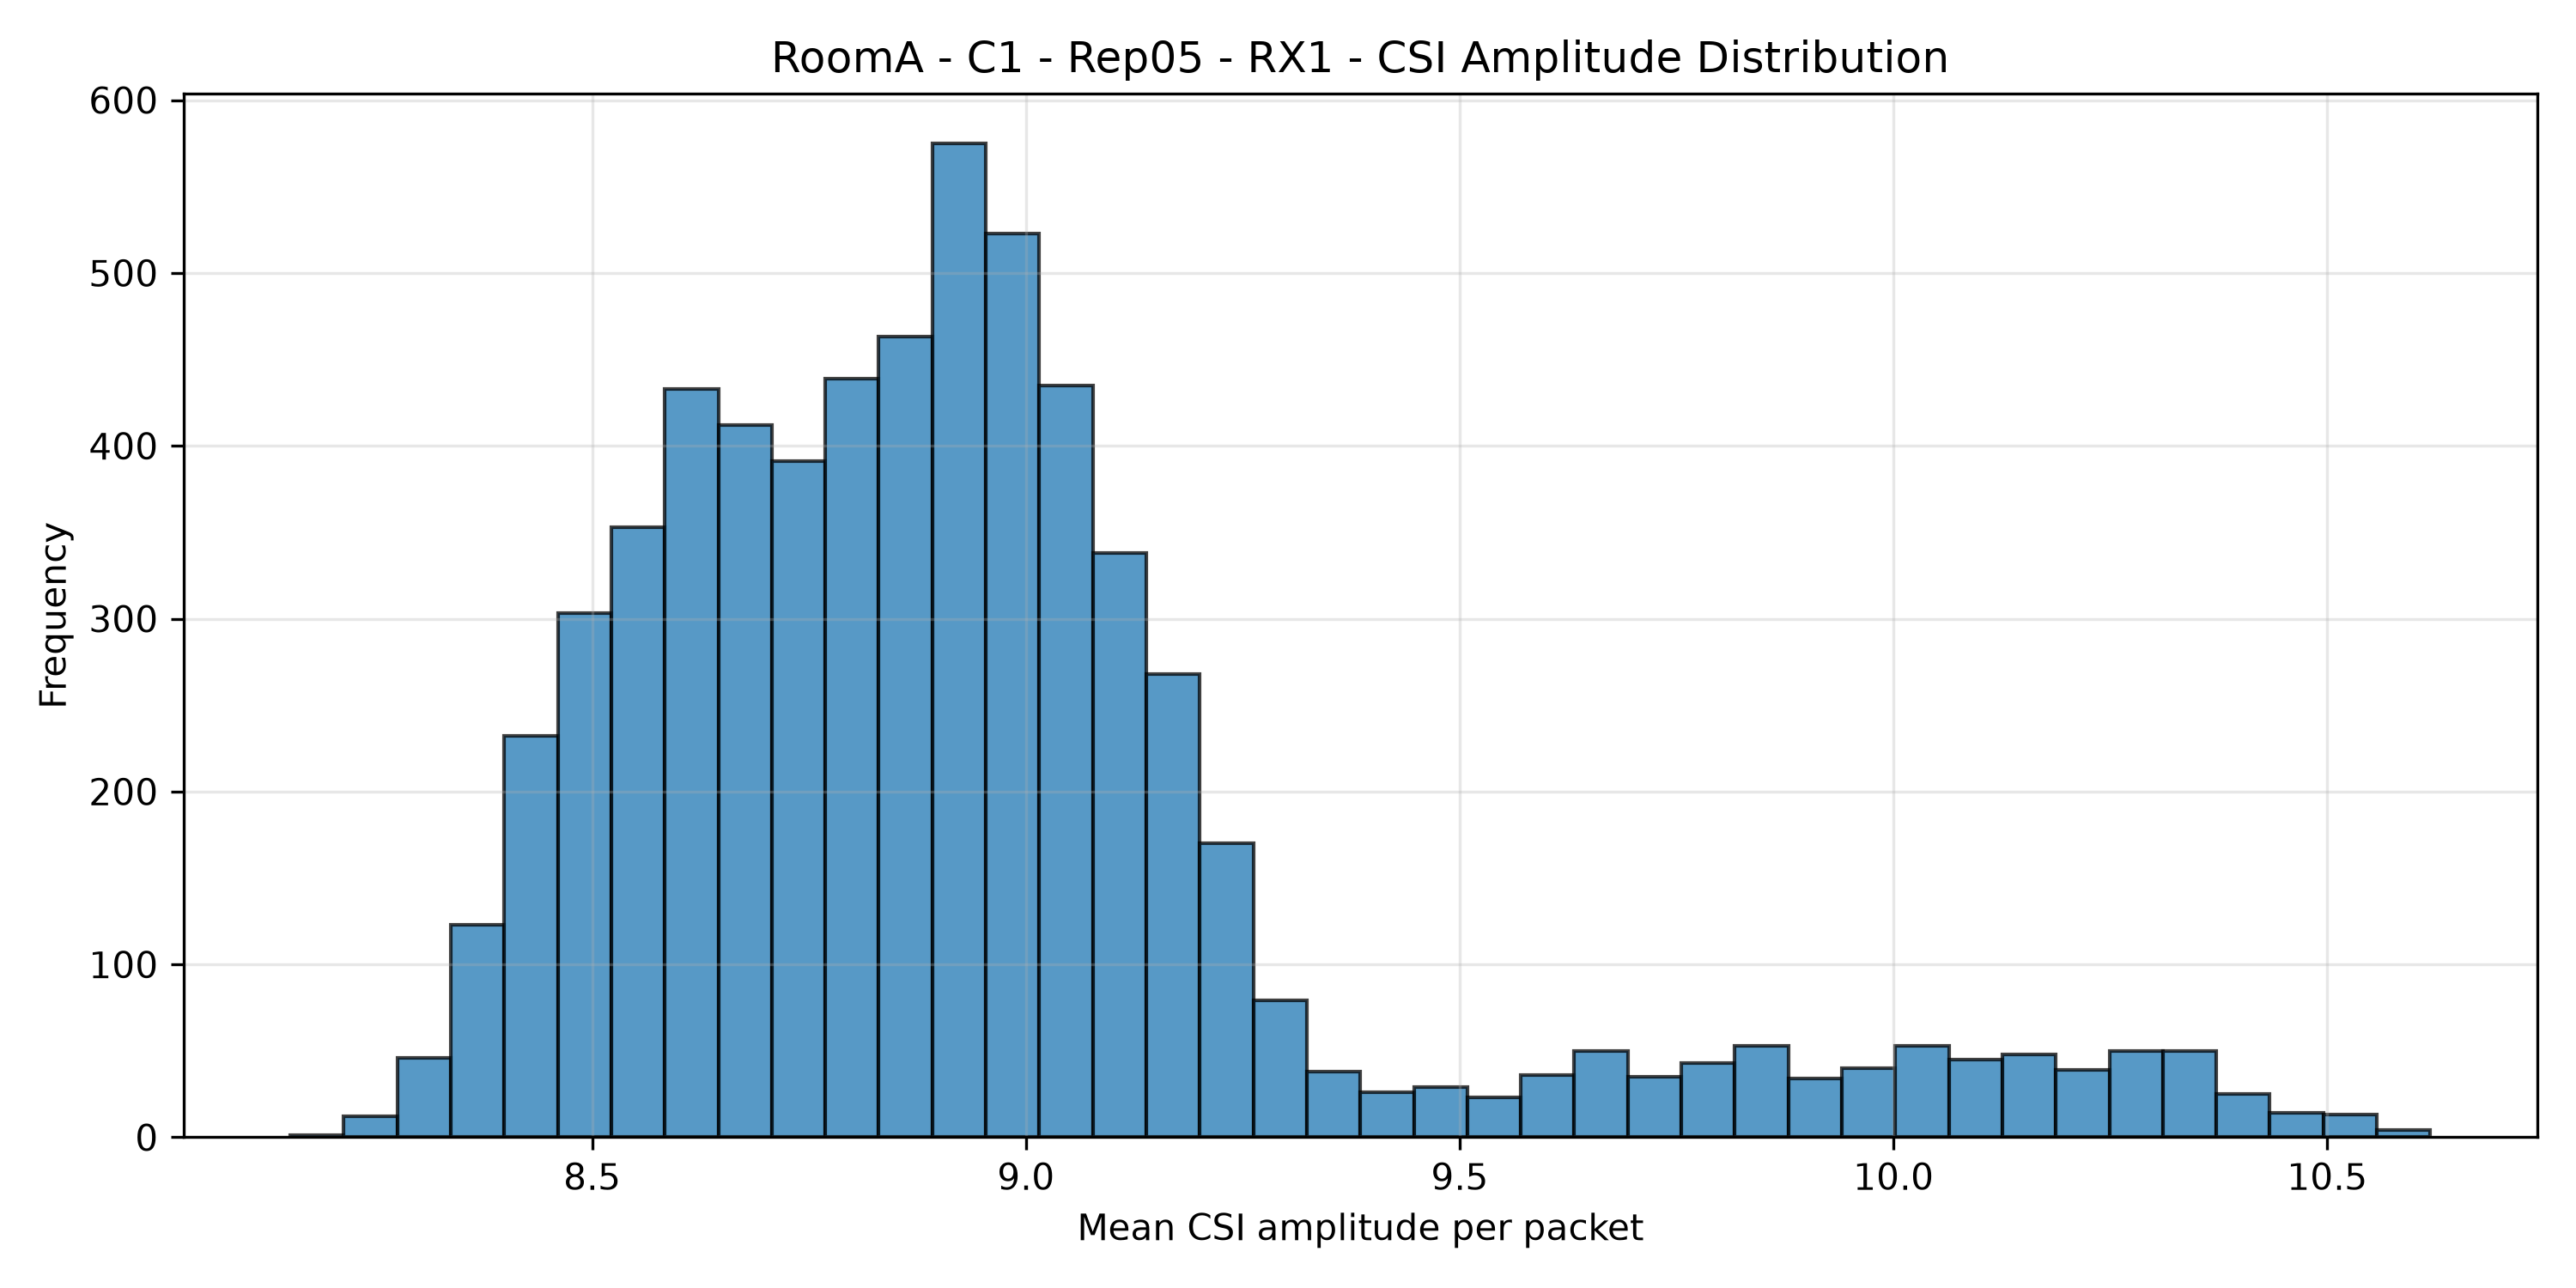 RoomA - C1 - Rep05 - RX1 - CSI Amplitude Distribution
600
500
400
300
200
100
0
Frequency
8.5 9.0 9.5 10.0 10.5
Mean CSI amplitude per packet